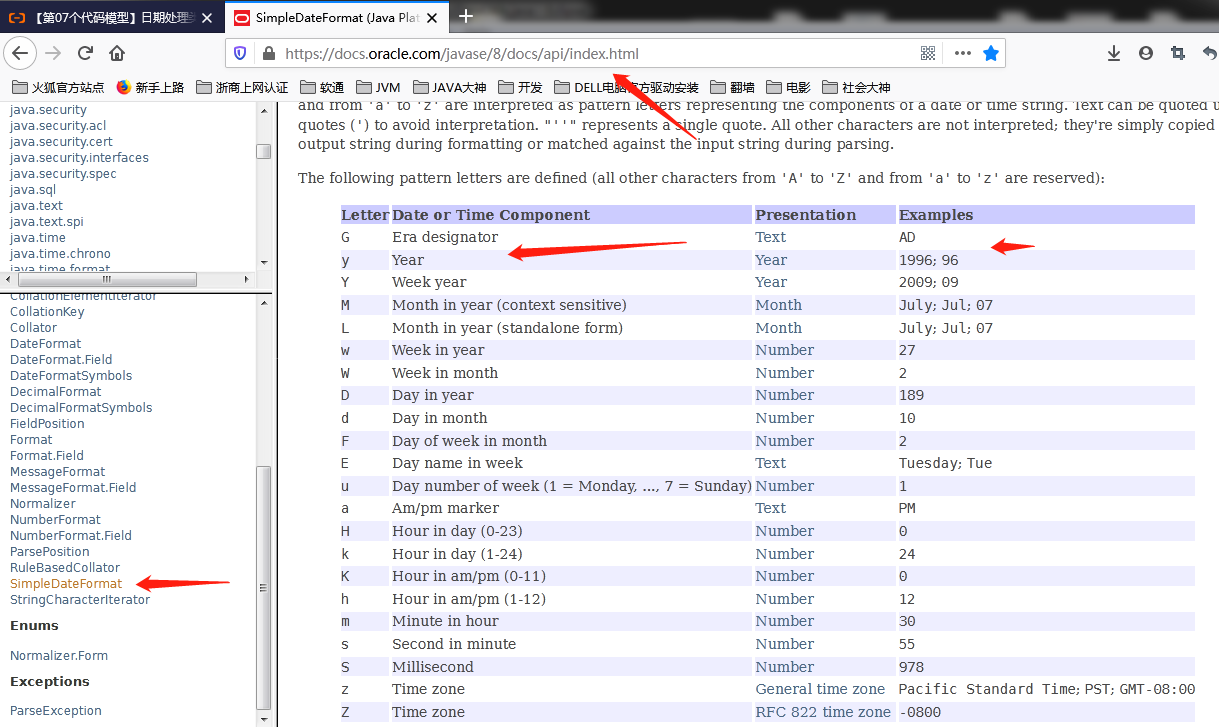 【第07个代码模型】日期处理
SimpleDateFormat (Java Plat
https://docs.oracle.com/javase/8/docs/api/index.html
火狐官方站点 新手上路 浙商上网认证 软通 JVM JAVA大神 开发 DELL电脑官方驱动安装 翻墙 电影 社会大神
java.security
java.security.acl
java.security.cert
java.security.interfaces
java.security.spec
java.sql
java.text
java.text.spi
java.time
java.time.chrono
java.time.format
CollationElementIterator
CollationKey
Collator
DateFormat
DateFormat.Field
DateFormatSymbols
DecimalFormat
DecimalFormatSymbols
FieldPosition
Format
Format.Field
MessageFormat
MessageFormat.Field
Normalizer
NumberFormat
NumberFormat.Field
ParsePosition
RuleBasedCollator
SimpleDateFormat
StringCharacterIterator
Enums
Normalizer.Form
Exceptions
ParseException
and from 'a' to 'z' are interpreted as pattern letters representing the components of a date or time string. Text can be quoted u
quotes (') to avoid interpretation. "''" represents a single quote. All other characters are not interpreted; they're simply copied
output string during formatting or matched against the input string during parsing.
The following pattern letters are defined (all other characters from 'A' to 'Z' and from 'a' to 'z' are reserved):
Letter Date or Time Component Presentation Examples
G Era designator Text AD
y Year Year 1996; 96
Y Week year Year 2009; 09
M Month in year (context sensitive) Month July; Jul; 07
L Month in year (standalone form) Month July; Jul; 07
w Week in year Number 27
W Week in month Number 2
D Day in year Number 189
d Day in month Number 10
F Day of week in month Number 2
E Day name in week Text Tuesday; Tue
u Day number of week (1 = Monday, ..., 7 = Sunday) Number 1
a Am/pm marker Text PM
H Hour in day (0-23) Number 0
k Hour in day (1-24) Number 24
K Hour in am/pm (0-11) Number 0
h Hour in am/pm (1-12) Number 12
m Minute in hour Number 30
s Second in minute Number 55
S Millisecond Number 978
z Time zone General time zone Pacific Standard Time; PST; GMT-08:00
Z Time zone RFC 822 time zone -0800